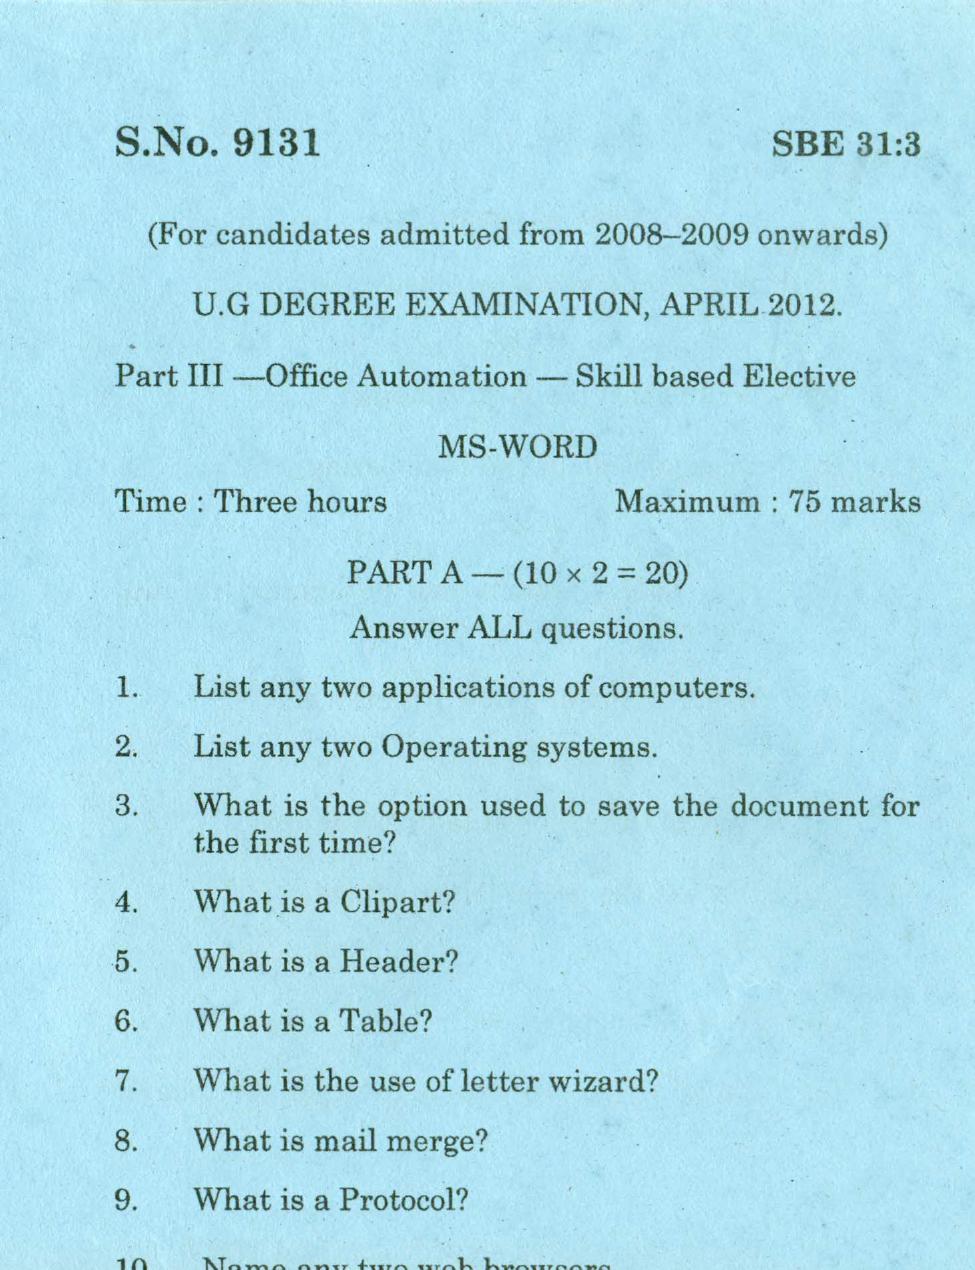 S.No. 9131 SBE 31:3
(For candidates admitted from 2008–2009 onwards)
U.G DEGREE EXAMINATION, APRIL 2012.
Part III —Office Automation — Skill based Elective
MS-WORD
Time : Three hours Maximum : 75 marks
PART A — (10 × 2 = 20)
Answer ALL questions.
1. List any two applications of computers.
2. List any two Operating systems.
3. What is the option used to save the document for
the first time?
4. What is a Clipart?
5. What is a Header?
6. What is a Table?
7. What is the use of letter wizard?
8. What is mail merge?
9. What is a Protocol?
10. Name any two web browsers.